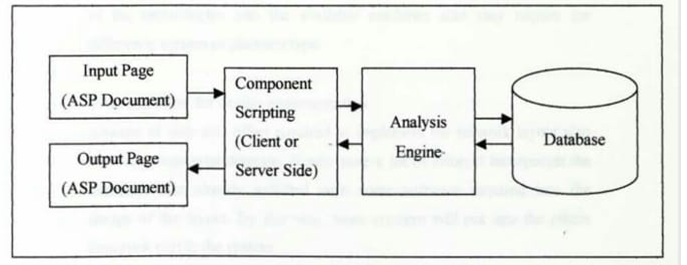 Input Page
(ASP Document)
Output Page
(ASP Document)
Component
Scripting
(Client or
Server Side)
Analysis
Engine
Database